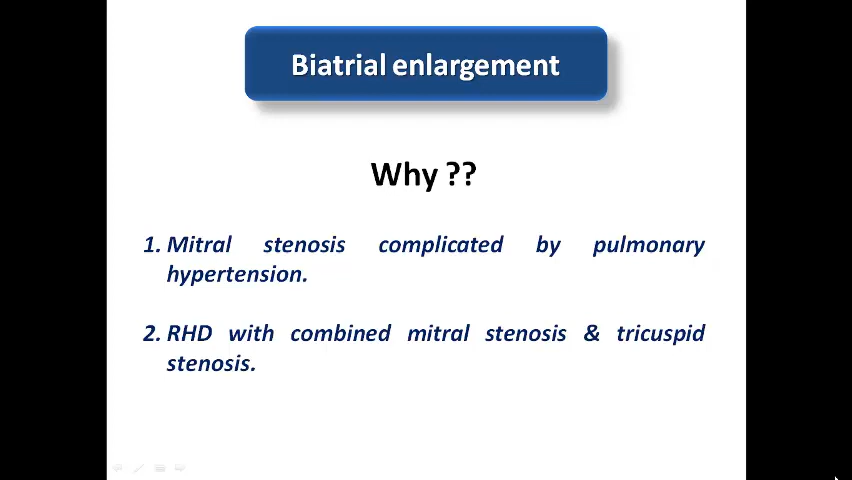 Biatrial enlargement
Why ??
1. Mitral stenosis complicated by pulmonary
hypertension.
2. RHD with combined mitral stenosis & tricuspid
stenosis.